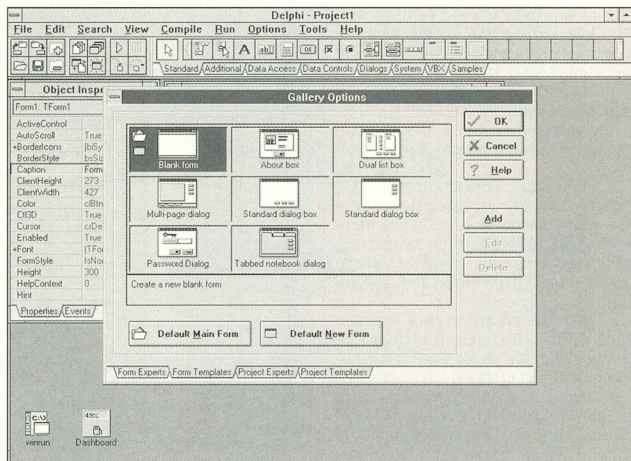 Delphi - Project1
File Edit Search View Compile Run Options Tools Help
Standard Additional Data Access Data Controls Dialogs System VBX Samples
Object Inspe
Form1: TForm1
ActiveControl
AutoScroll True
+BorderIcons [biSy
BorderStyle bsSiz
Caption Form
ClientHeight 273
ClientWidth 427
Color clBtn
Ctl3D True
Cursor crDe
Enabled True
+Font (TFor
FormStyle fsNor
Height 300
HelpContext 0
Hint
Properties Events
Gallery Options
Blank form
About box
Dual list box
Multi-page dialog
Standard dialog box
Standard dialog box
Password Dialog
Tabbed notebook dialog
Create a new blank form
Default Main Form
Default New Form
Form Experts Form Templates Project Experts Project Templates
OK
Cancel
Help
Add
Edit
Delete
C:\>
winrun
Dashboard